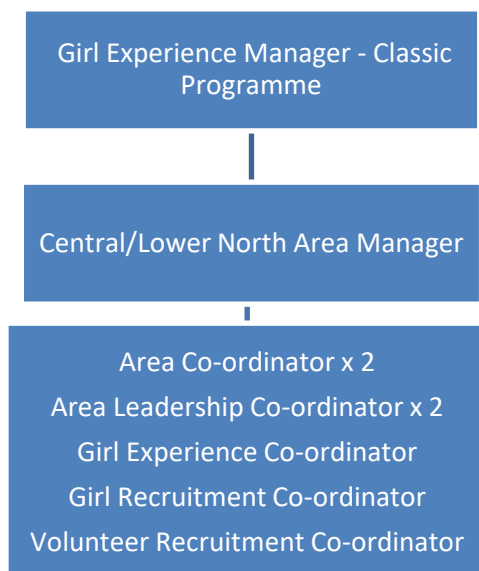 Girl Experience Manager - Classic
Programme
Central/Lower North Area Manager
Area Co-ordinator x 2
Area Leadership Co-ordinator x 2
Girl Experience Co-ordinator
Girl Recruitment Co-ordinator
Volunteer Recruitment Co-ordinator